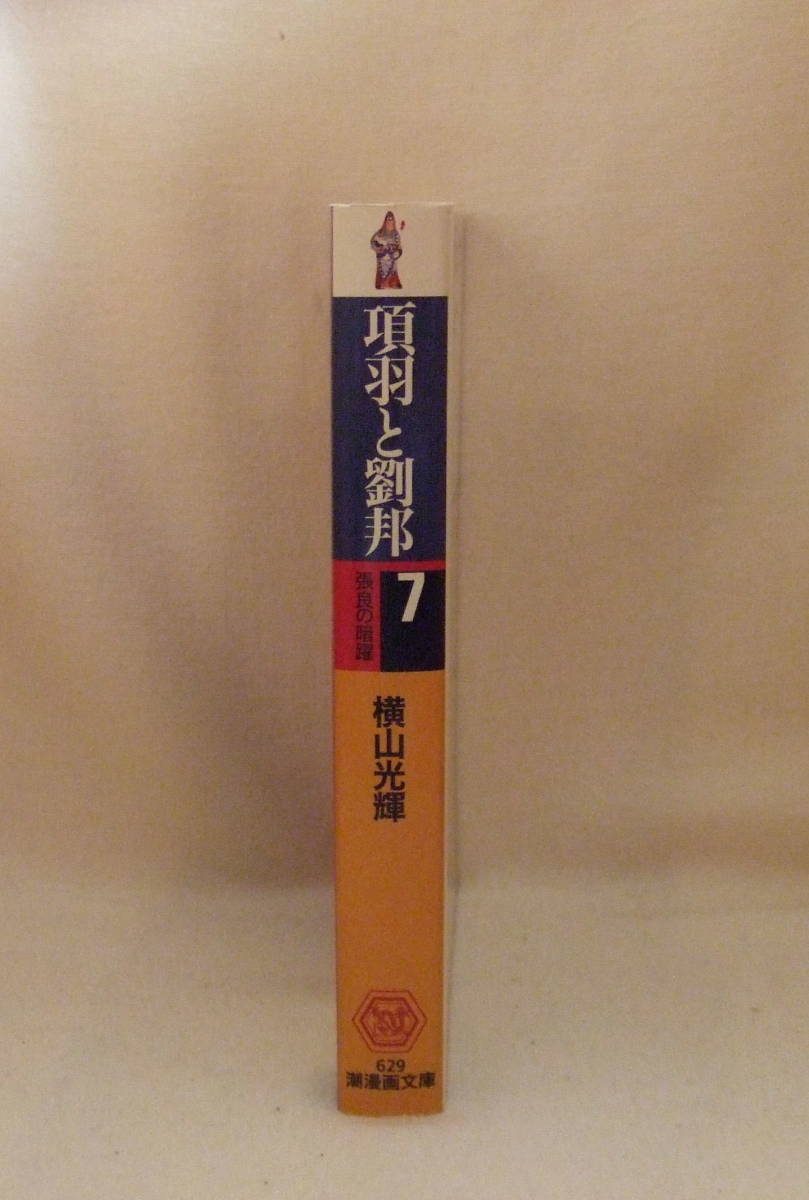 項羽と劉邦
7
張良の暗躍
横山光輝
629
潮漫画文庫